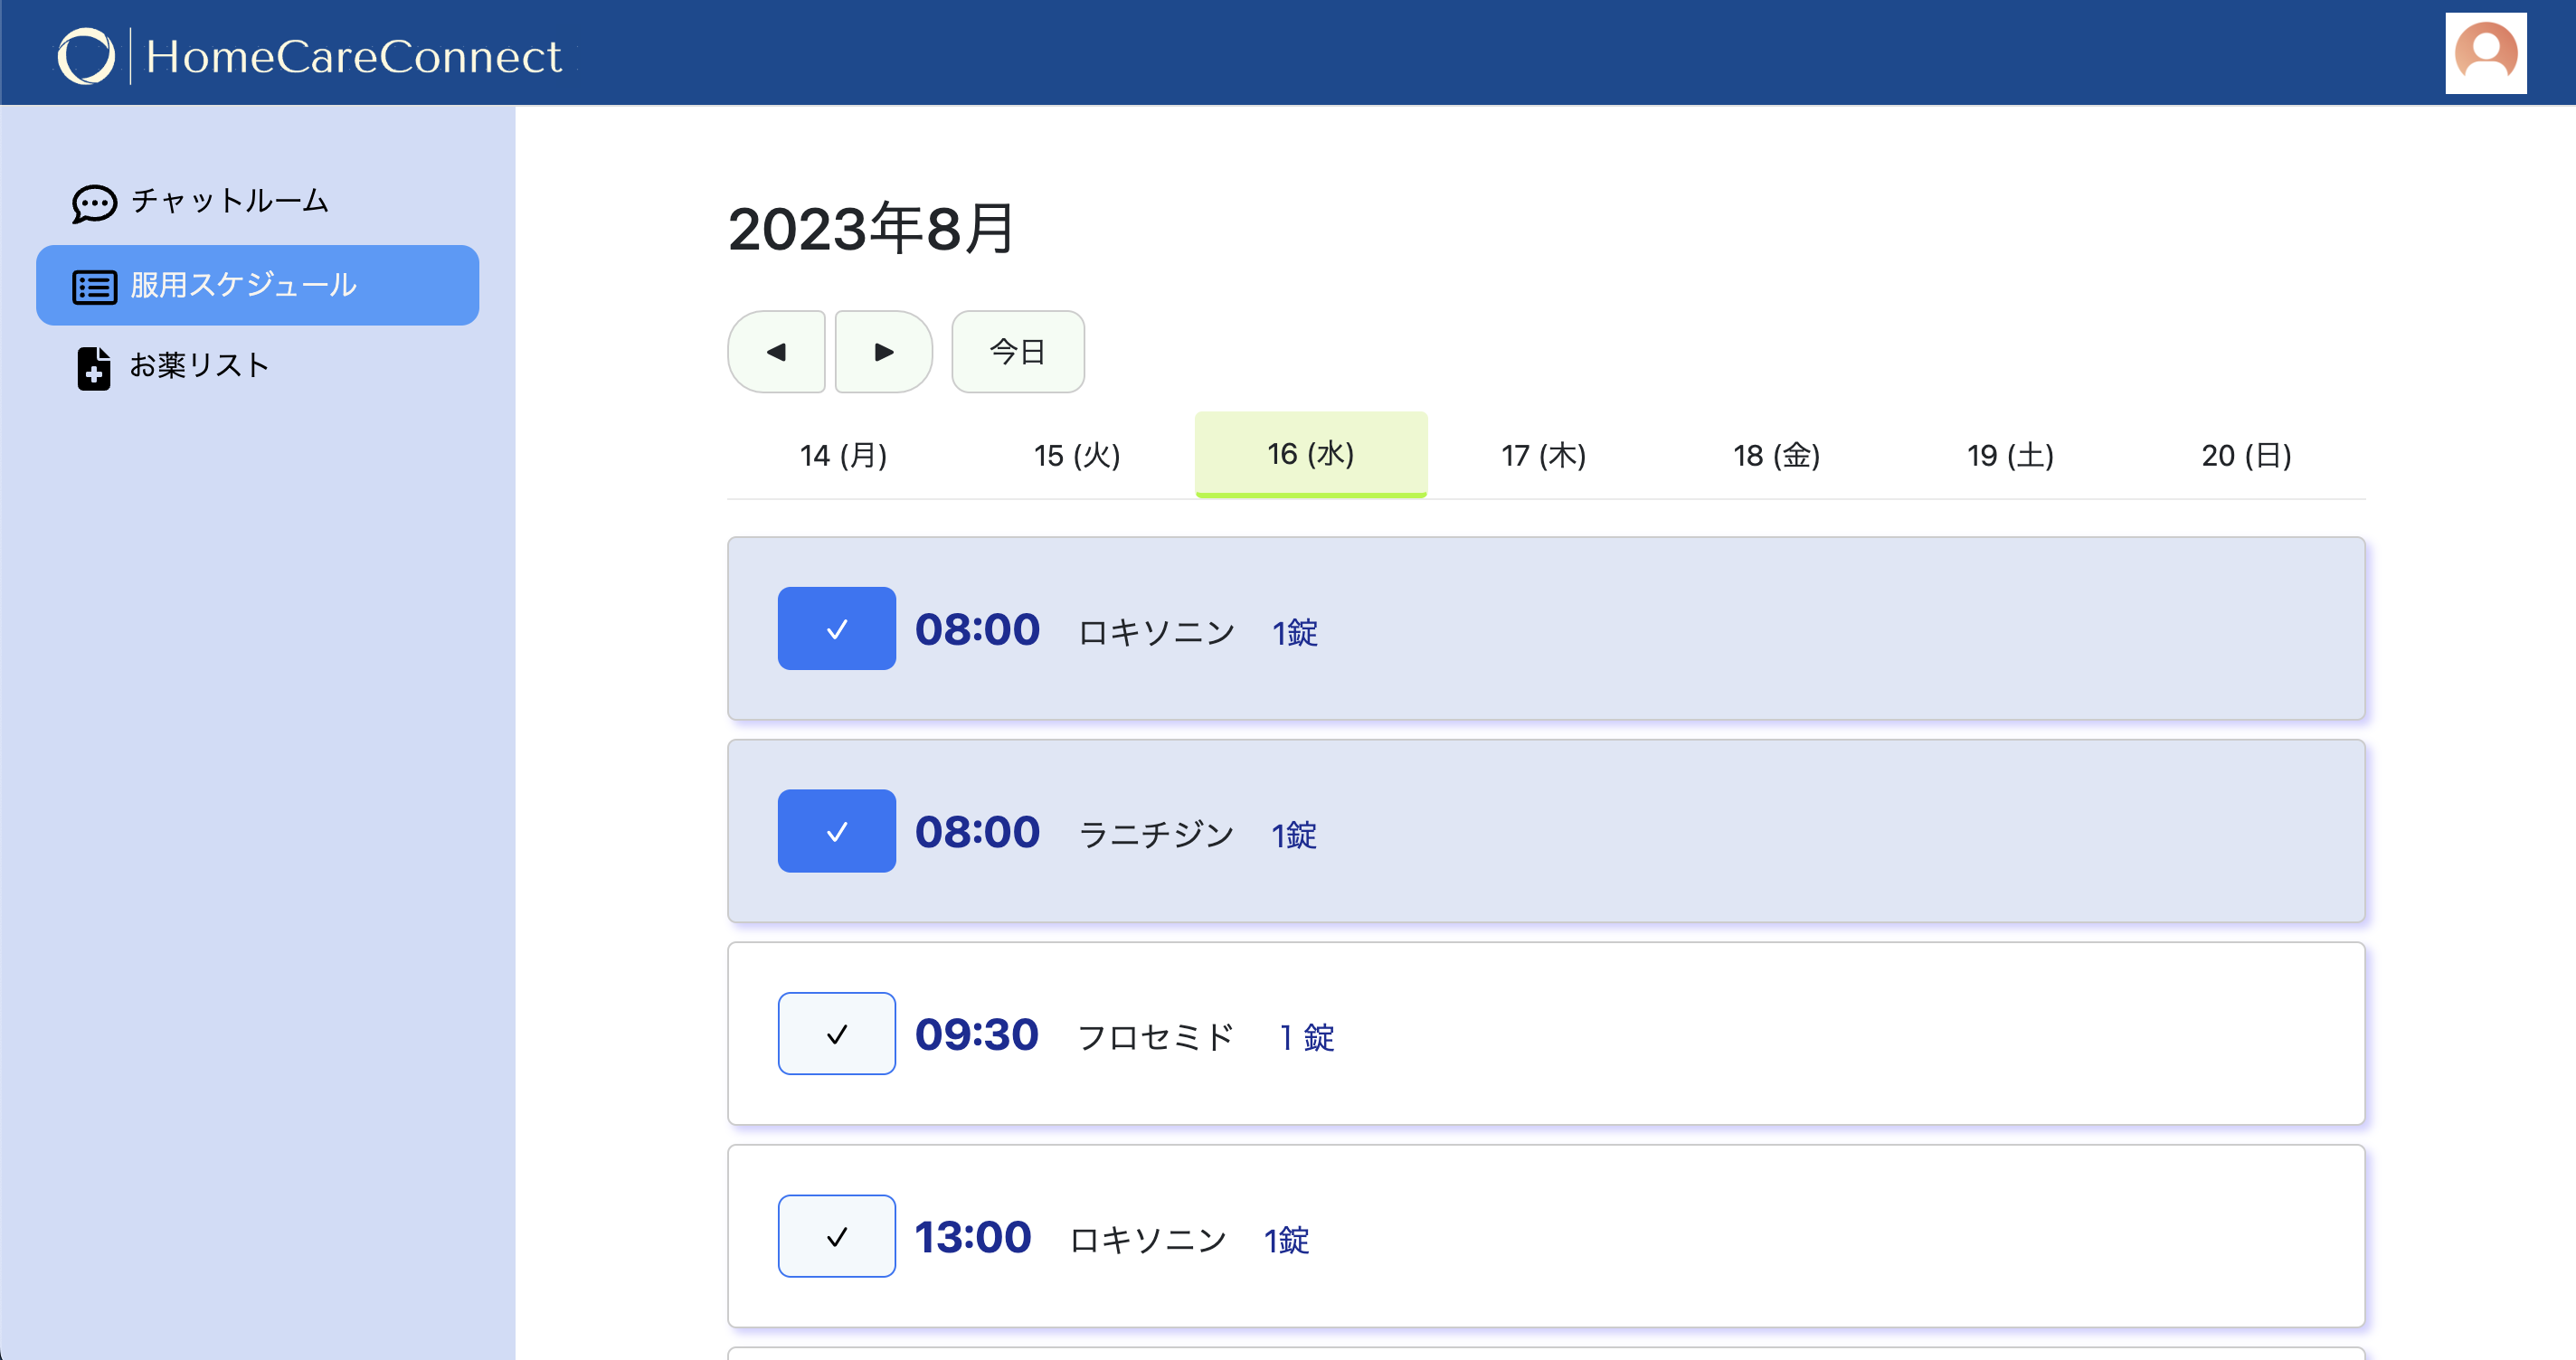 HomeCareConnect
チャットルーム
服用スケジュール
お薬リスト
2023年8月
◀ ▶ 今日
14 (月) 15 (火) 16 (水) 17 (木) 18 (金) 19 (土) 20 (日)
✓ 08:00 ロキソニン 1錠
✓ 08:00 ラニチジン 1錠
✓ 09:30 フロセミド １錠
✓ 13:00 ロキソニン 1錠